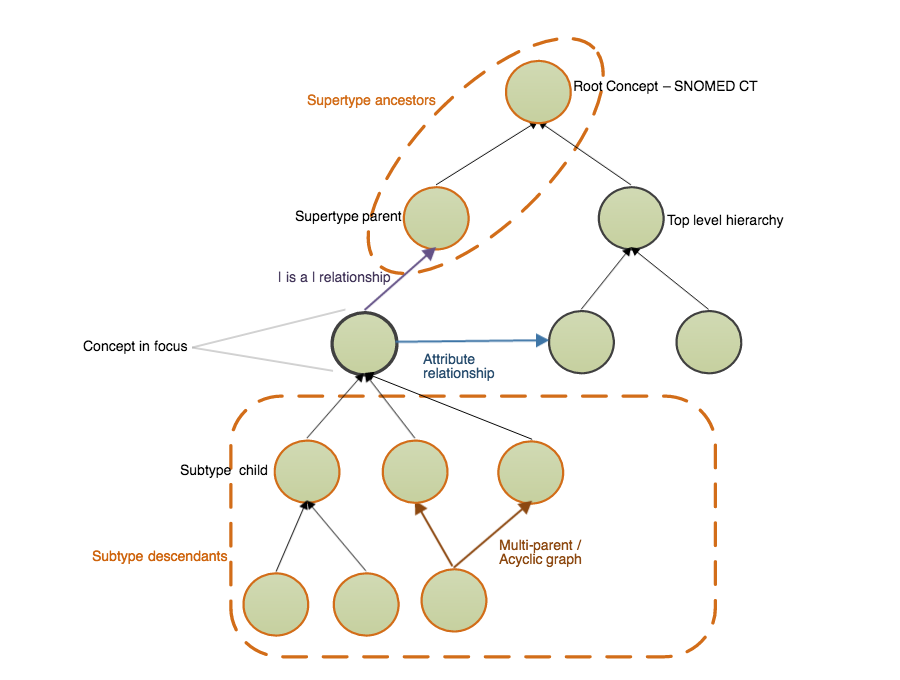 Root Concept – SNOMED CT
Supertype ancestors
Supertype parent
Top level hierarchy
| is a | relationship
Concept in focus
Attribute
relationship
Subtype child
Multi-parent /
Acyclic graph
Subtype descendants